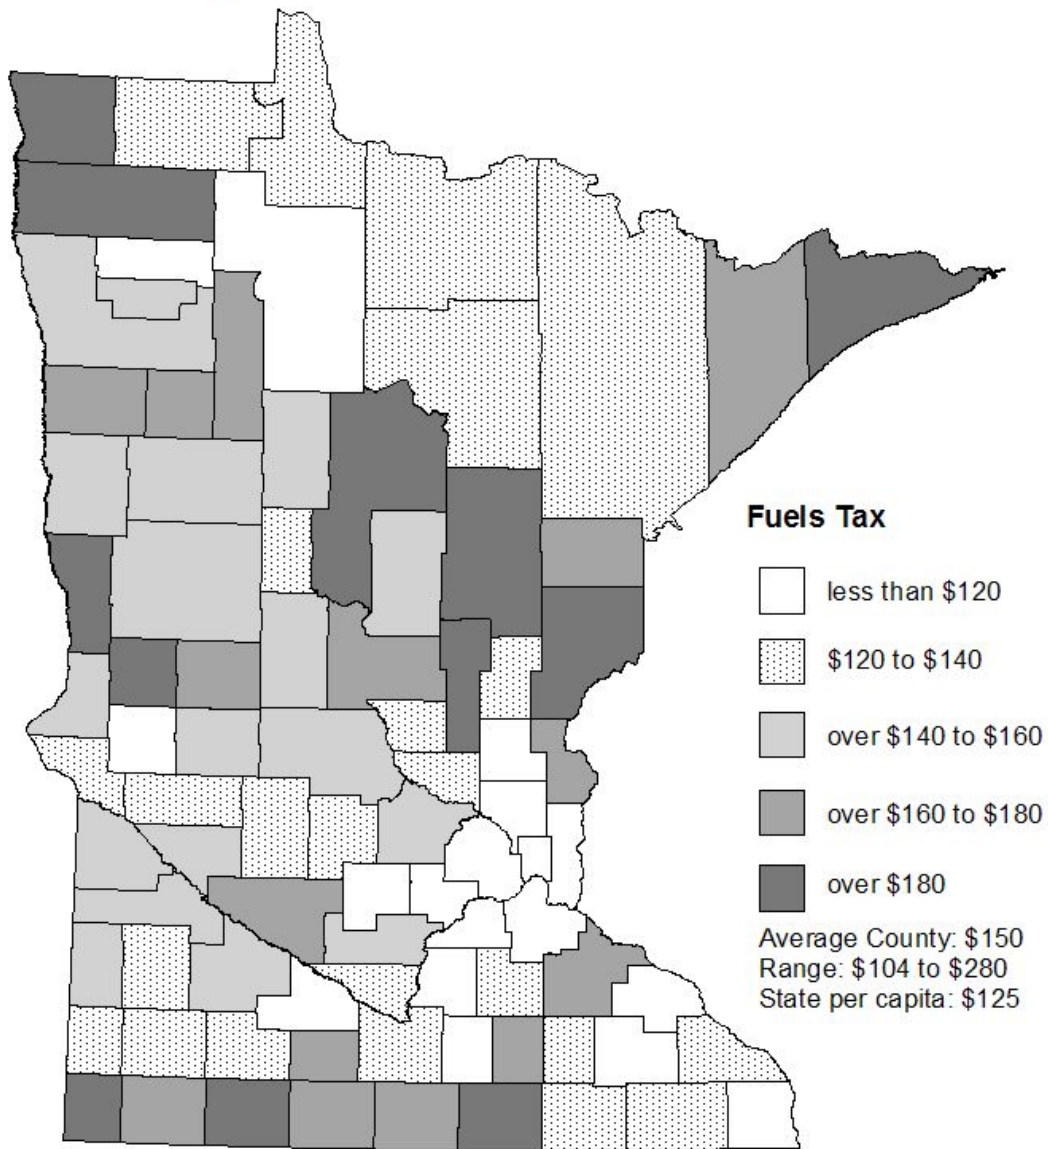 Fuels Tax
less than $120
$120 to $140
over $140 to $160
over $160 to $180
over $180
Average County: $150
Range: $104 to $280
State per capita: $125